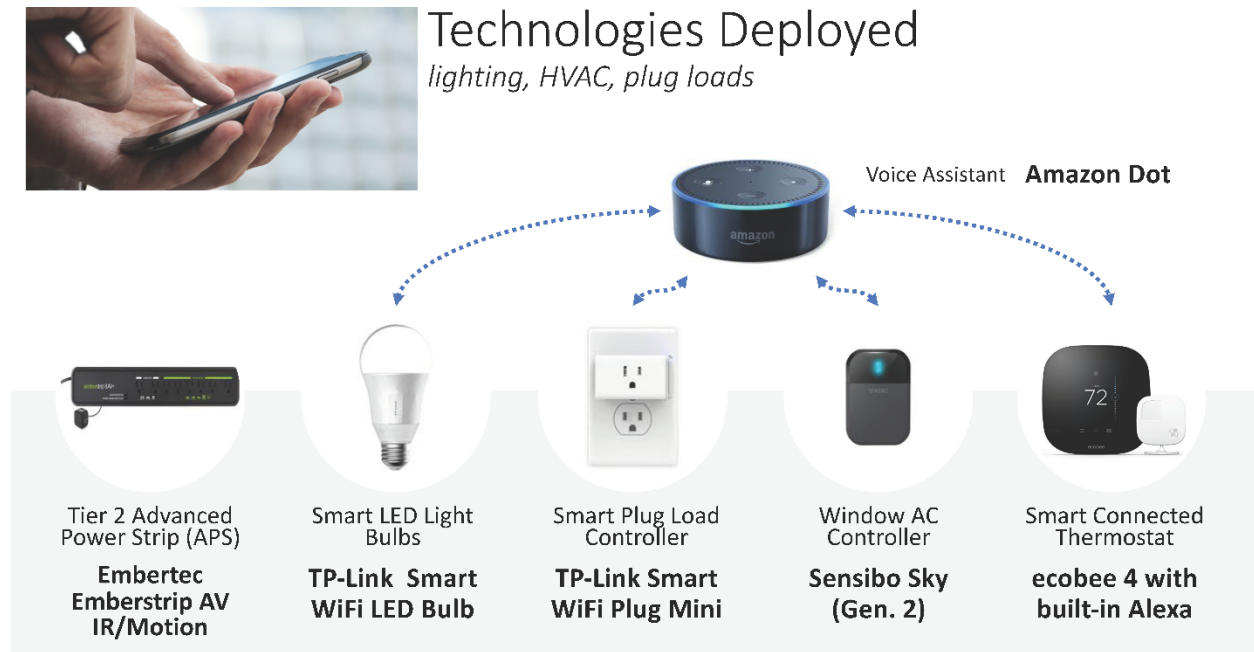 Technologies Deployed
lighting, HVAC, plug loads
Voice Assistant Amazon Dot
amazon
72
ecobee
Tier 2 Advanced
Power Strip (APS)
Embertec
Emberstrip AV
IR/Motion
Smart LED Light
Bulbs
TP-Link Smart
WiFi LED Bulb
Smart Plug Load
Controller
TP-Link Smart
WiFi Plug Mini
Window AC
Controller
Sensibo Sky
(Gen. 2)
Smart Connected
Thermostat
ecobee 4 with
built-in Alexa